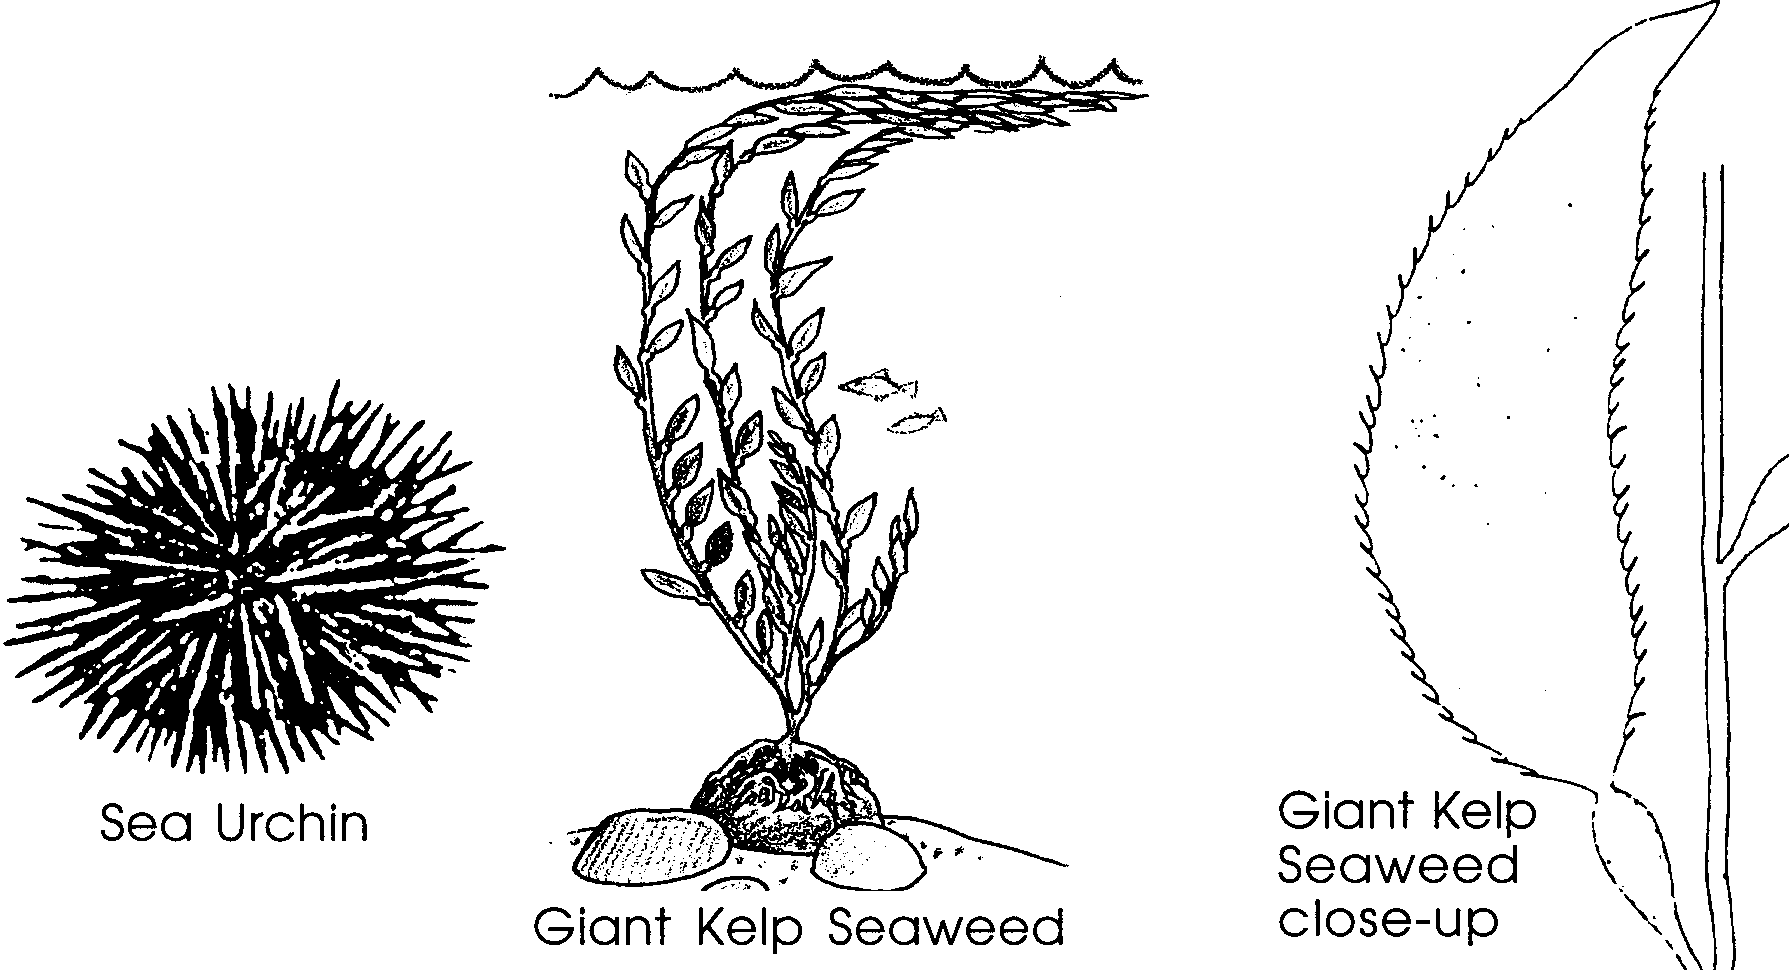 Sea Urchin
Giant Kelp Seaweed
Giant Kelp
Seaweed
close-up